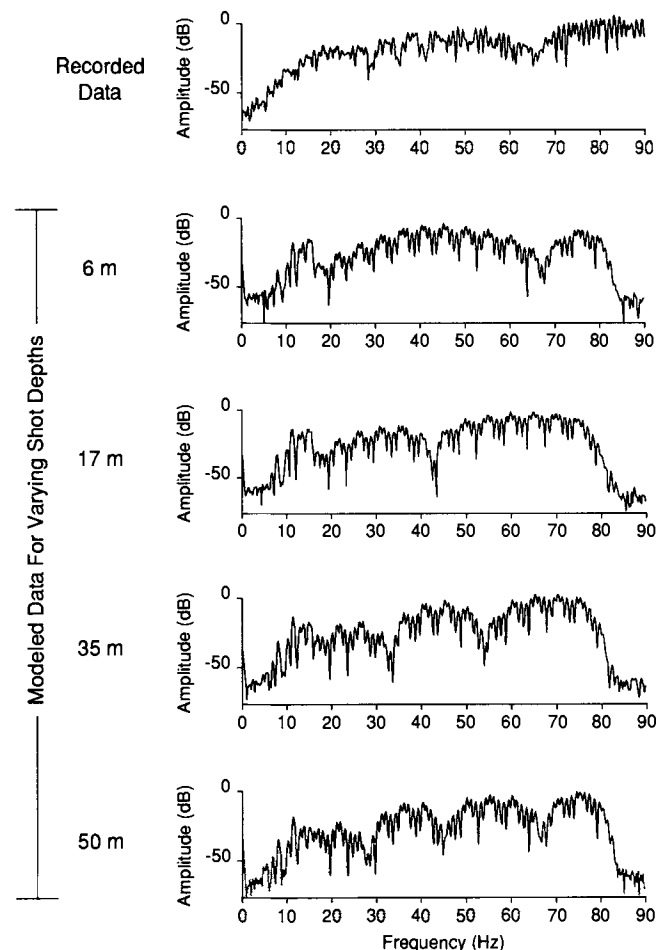 Recorded
Data
Amplitude (dB)
0
-50
0 10 20 30 40 50 60 70 80 90
Modeled Data For Varying Shot Depths
6 m
Amplitude (dB)
0
-50
0 10 20 30 40 50 60 70 80 90
17 m
Amplitude (dB)
0
-50
0 10 20 30 40 50 60 70 80 90
35 m
Amplitude (dB)
0
-50
0 10 20 30 40 50 60 70 80 90
50 m
Amplitude (dB)
0
-50
0 10 20 30 40 50 60 70 80 90
Frequency (Hz)